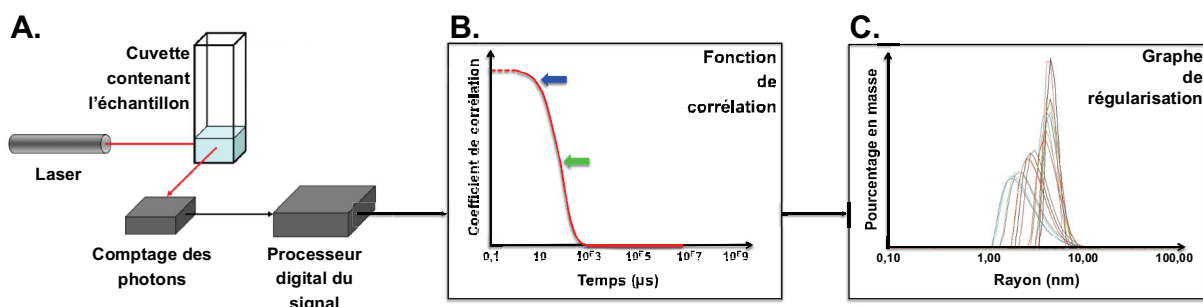 A.
Cuvette
contenant
l'échantillon
Laser
Comptage des
photons
Processeur
digital du
signal
B.
Fonction
de
corrélation
Coefficient de corrélation
0,1 10 10E3 10E5 10E7 10E9
Temps (µs)
C.
Graphe
de
régularisation
Pourcentage en masse
0,10 1,00 10,00 100,00
Rayon (nm)